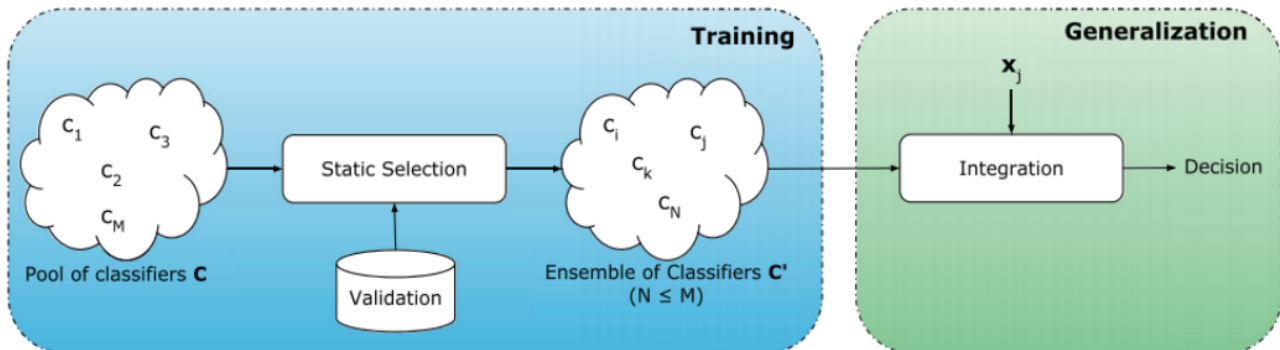 Training
c_1
c_3
c_2
c_M
Pool of classifiers C
Static Selection
Validation
c_i
c_j
c_k
c_N
Ensemble of Classifiers C'
(N ≤ M)
Generalization
x_j
Integration
Decision